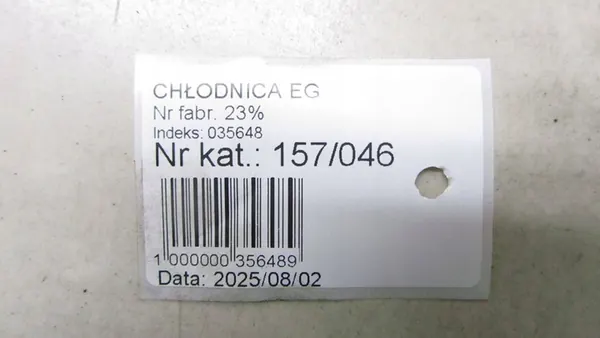 CHŁODNICA EG
Nr fabr. 23%
Indeks: 035648
Nr kat.: 157/046
1 000000 356489
Data: 2025/08/02